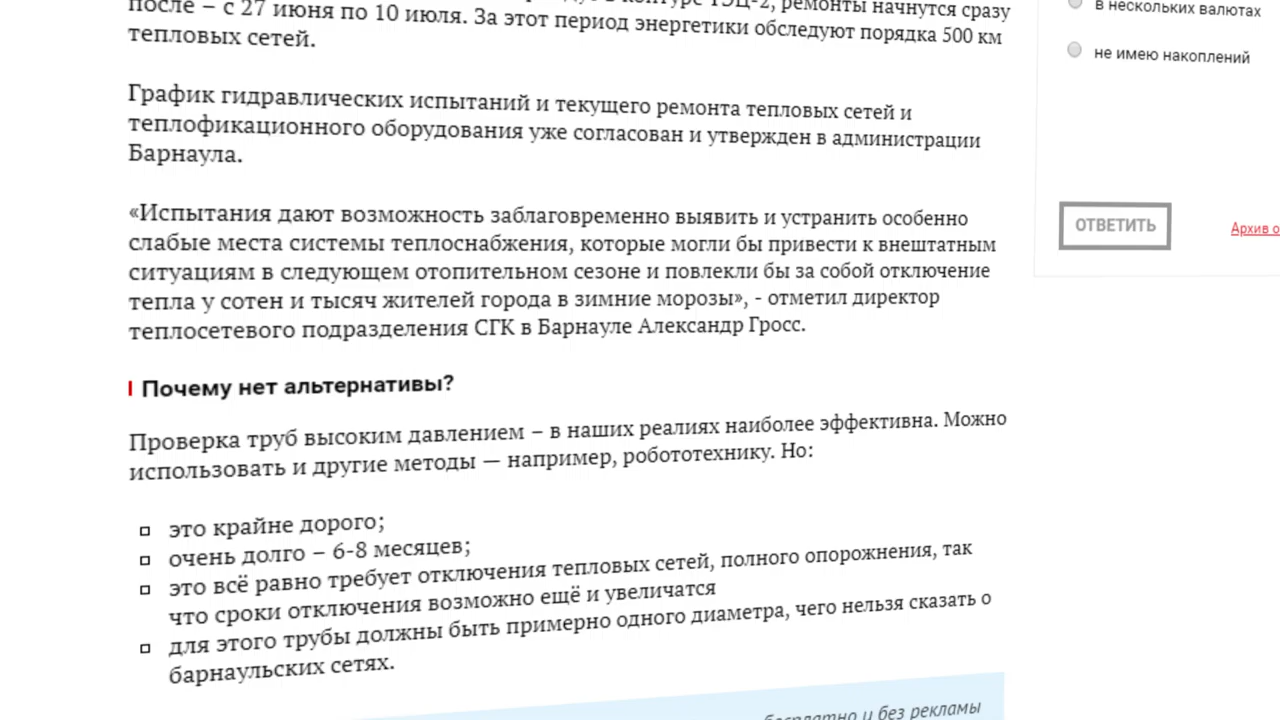 после – с 27 июня по 10 июля. За этот период энергетики обследуют порядка 500 км
ТЭЦ-2, ремонты начнутся сразу
тепловых сетей.
График гидравлических испытаний и текущего ремонта тепловых сетей и
теплофикационного оборудования уже согласован и утвержден в администрации
Барнаула.
«Испытания дают возможность заблаговременно выявить и устранить особенно
слабые места системы теплоснабжения, которые могли бы привести к внештатным
ситуациям в следующем отопительном сезоне и повлекли бы за собой отключение
тепла у сотен и тысяч жителей города в зимние морозы», - отметил директор
теплосетевого подразделения СГК в Барнауле Александр Гросс.
Почему нет альтернативы?
Проверка труб высоким давлением – в наших реалиях наиболее эффективна. Можно
использовать и другие методы — например, робототехнику. Но:
это крайне дорого;
очень долго – 6-8 месяцев;
это всё равно требует отключения тепловых сетей, полного опорожнения, так
что сроки отключения возможно ещё и увеличатся
для этого трубы должны быть примерно одного диаметра, чего нельзя сказать о
барнаульских сетях.
бесплатно и без рекламы
в нескольких валютах
не имею накоплений
ОТВЕТИТЬ
Архив о